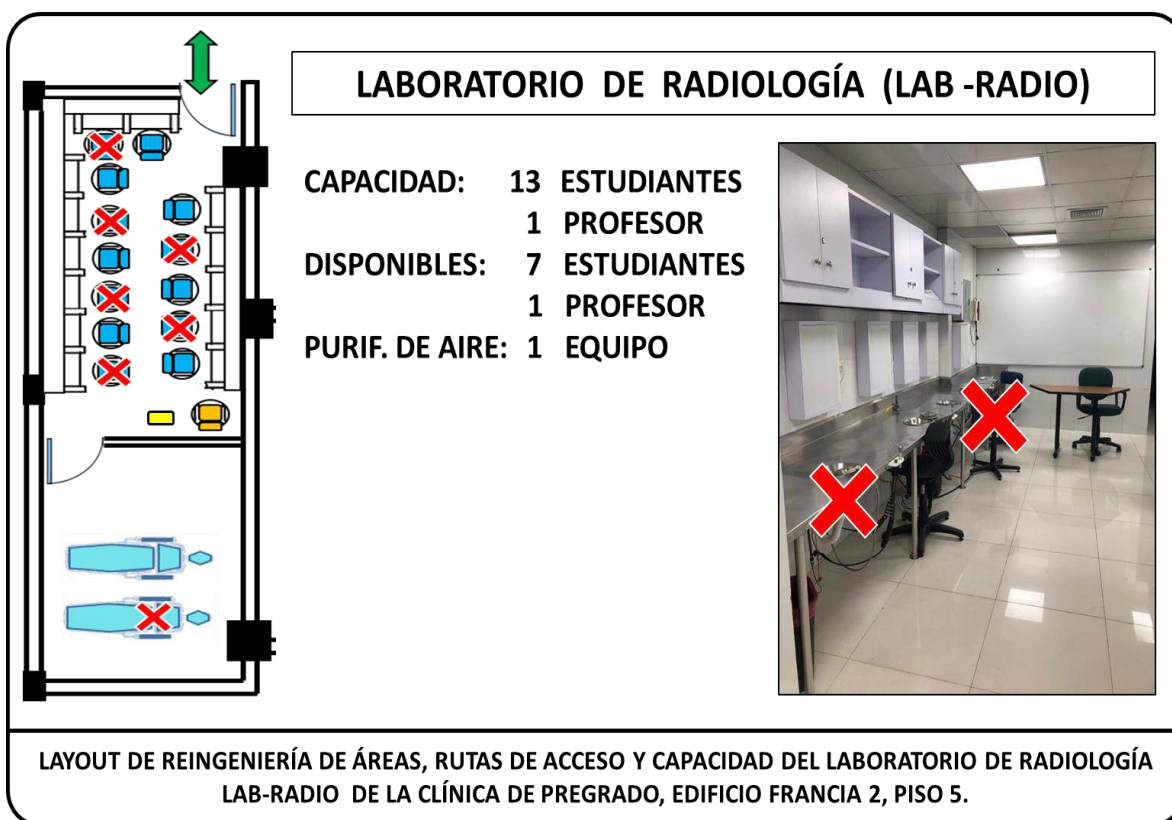 LABORATORIO DE RADIOLOGÍA (LAB -RADIO)
CAPACIDAD: 13 ESTUDIANTES
1 PROFESOR
DISPONIBLES: 7 ESTUDIANTES
1 PROFESOR
PURIF. DE AIRE: 1 EQUIPO
LAYOUT DE REINGENIERÍA DE ÁREAS, RUTAS DE ACCESO Y CAPACIDAD DEL LABORATORIO DE RADIOLOGÍA
LAB-RADIO DE LA CLÍNICA DE PREGRADO, EDIFICIO FRANCIA 2, PISO 5.